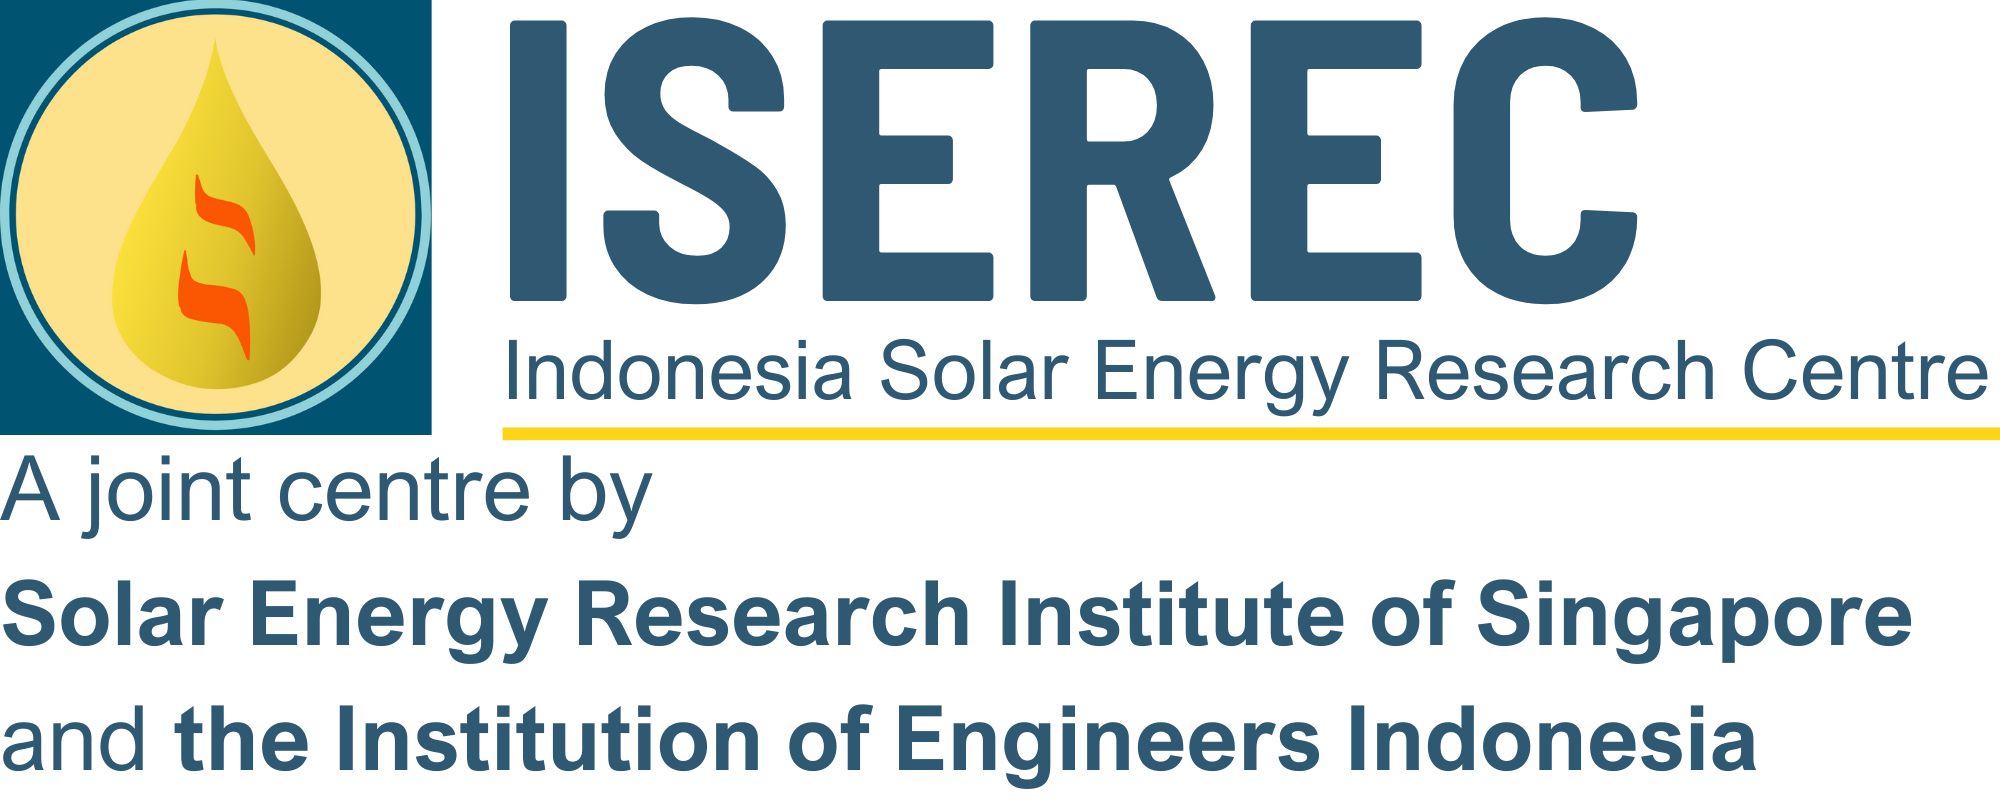 ISEREC
Indonesia Solar Energy Research Centre
A joint centre by
Solar Energy Research Institute of Singapore
and the Institution of Engineers Indonesia